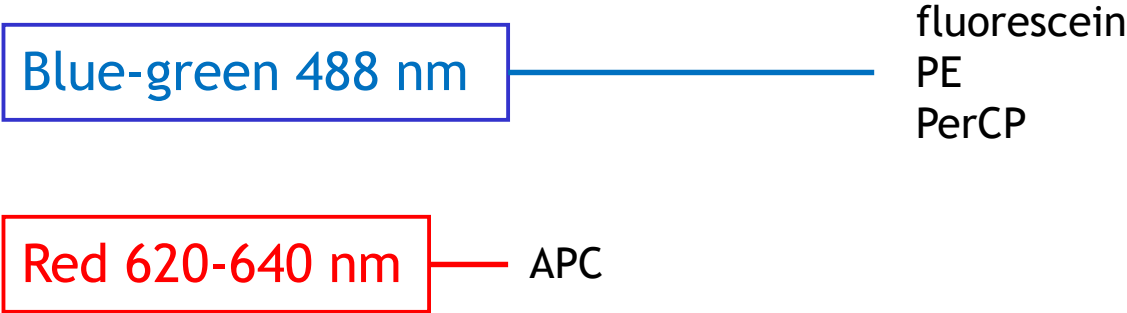 fluorescein
Blue-green 488 nm
PE
PerCP
Red 620-640 nm
APC